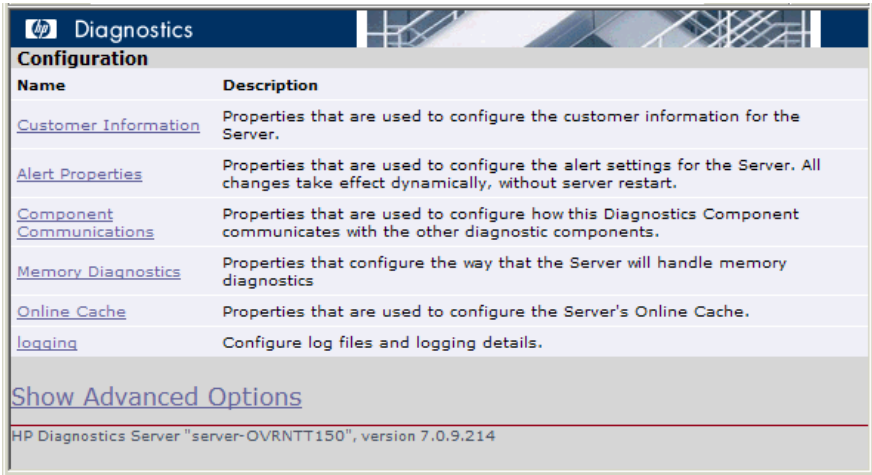 hp Diagnostics
Configuration
Name Description
Customer Information Properties that are used to configure the customer information for the
Server.
Alert Properties Properties that are used to configure the alert settings for the Server. All
changes take effect dynamically, without server restart.
Component Properties that are used to configure how this Diagnostics Component
Communications communicates with the other diagnostic components.
Memory Diagnostics Properties that configure the way that the Server will handle memory
diagnostics
Online Cache Properties that are used to configure the Server's Online Cache.
logging Configure log files and logging details.
Show Advanced Options
HP Diagnostics Server "server-OVRNTT150", version 7.0.9.214